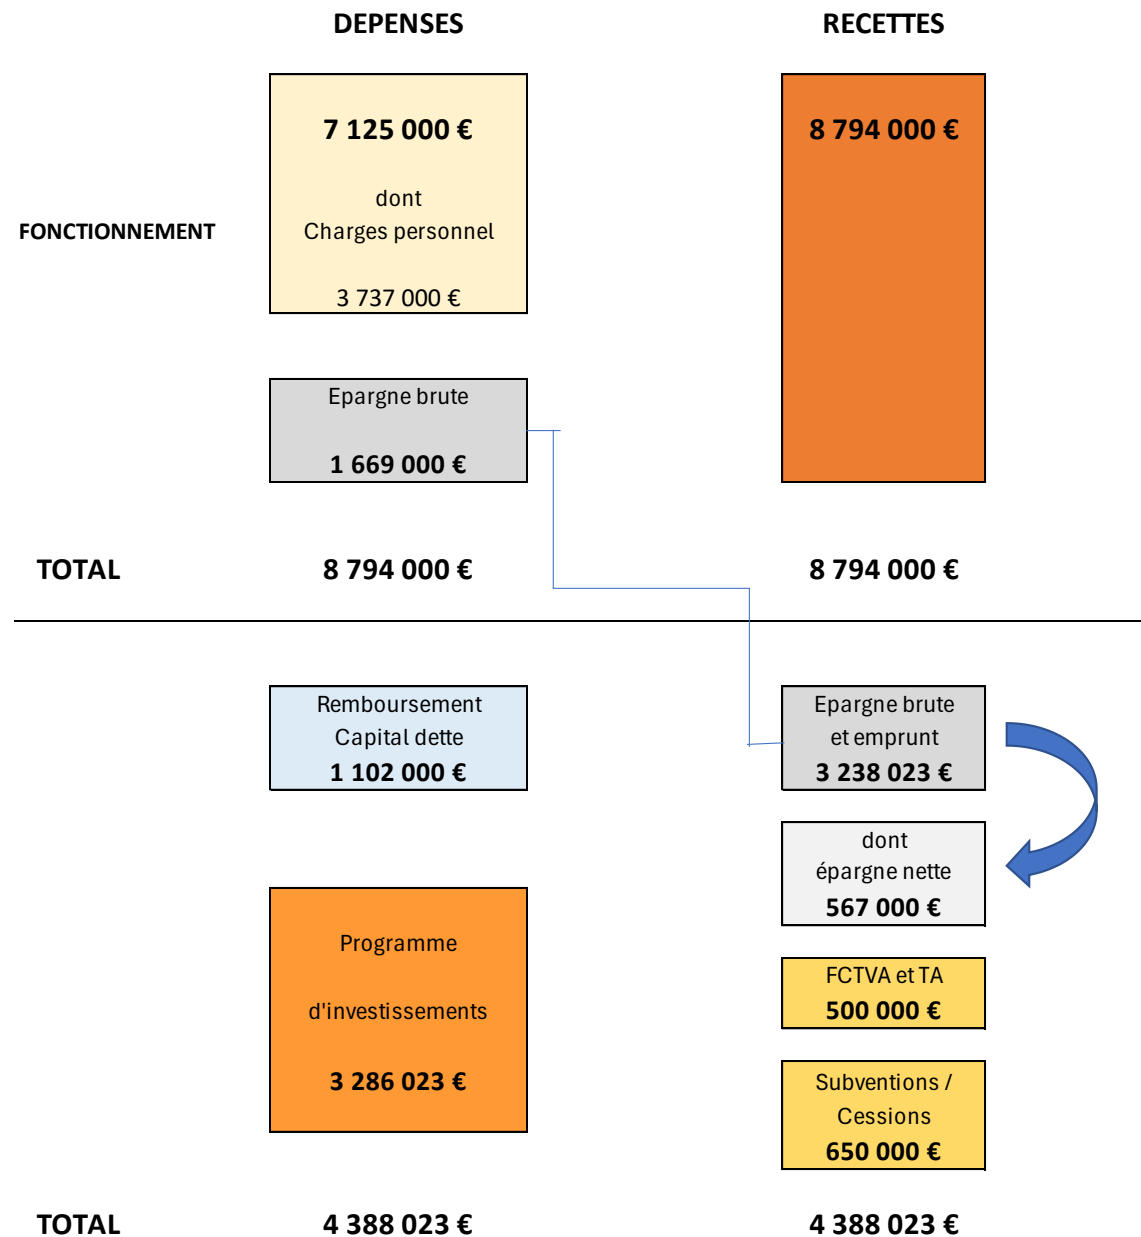 DEPENSES
RECETTES
7 125 000 €
8 794 000 €
dont
FONCTIONNEMENT
Charges personnel
3 737 000 €
Epargne brute
1 669 000 €
TOTAL
8 794 000 €
8 794 000 €
Remboursement
Capital dette
1 102 000 €
Epargne brute
et emprunt
3 238 023 €
dont
épargne nette
567 000 €
Programme
d'investissements
3 286 023 €
FCTVA et TA
500 000 €
Subventions /
Cessions
650 000 €
TOTAL
4 388 023 €
4 388 023 €